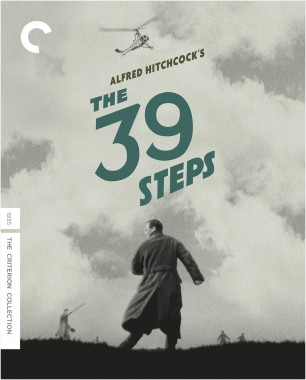 ALFRED HITCHCOCK'S
THE
39
STEPS
1935
THE CRITERION COLLECTION